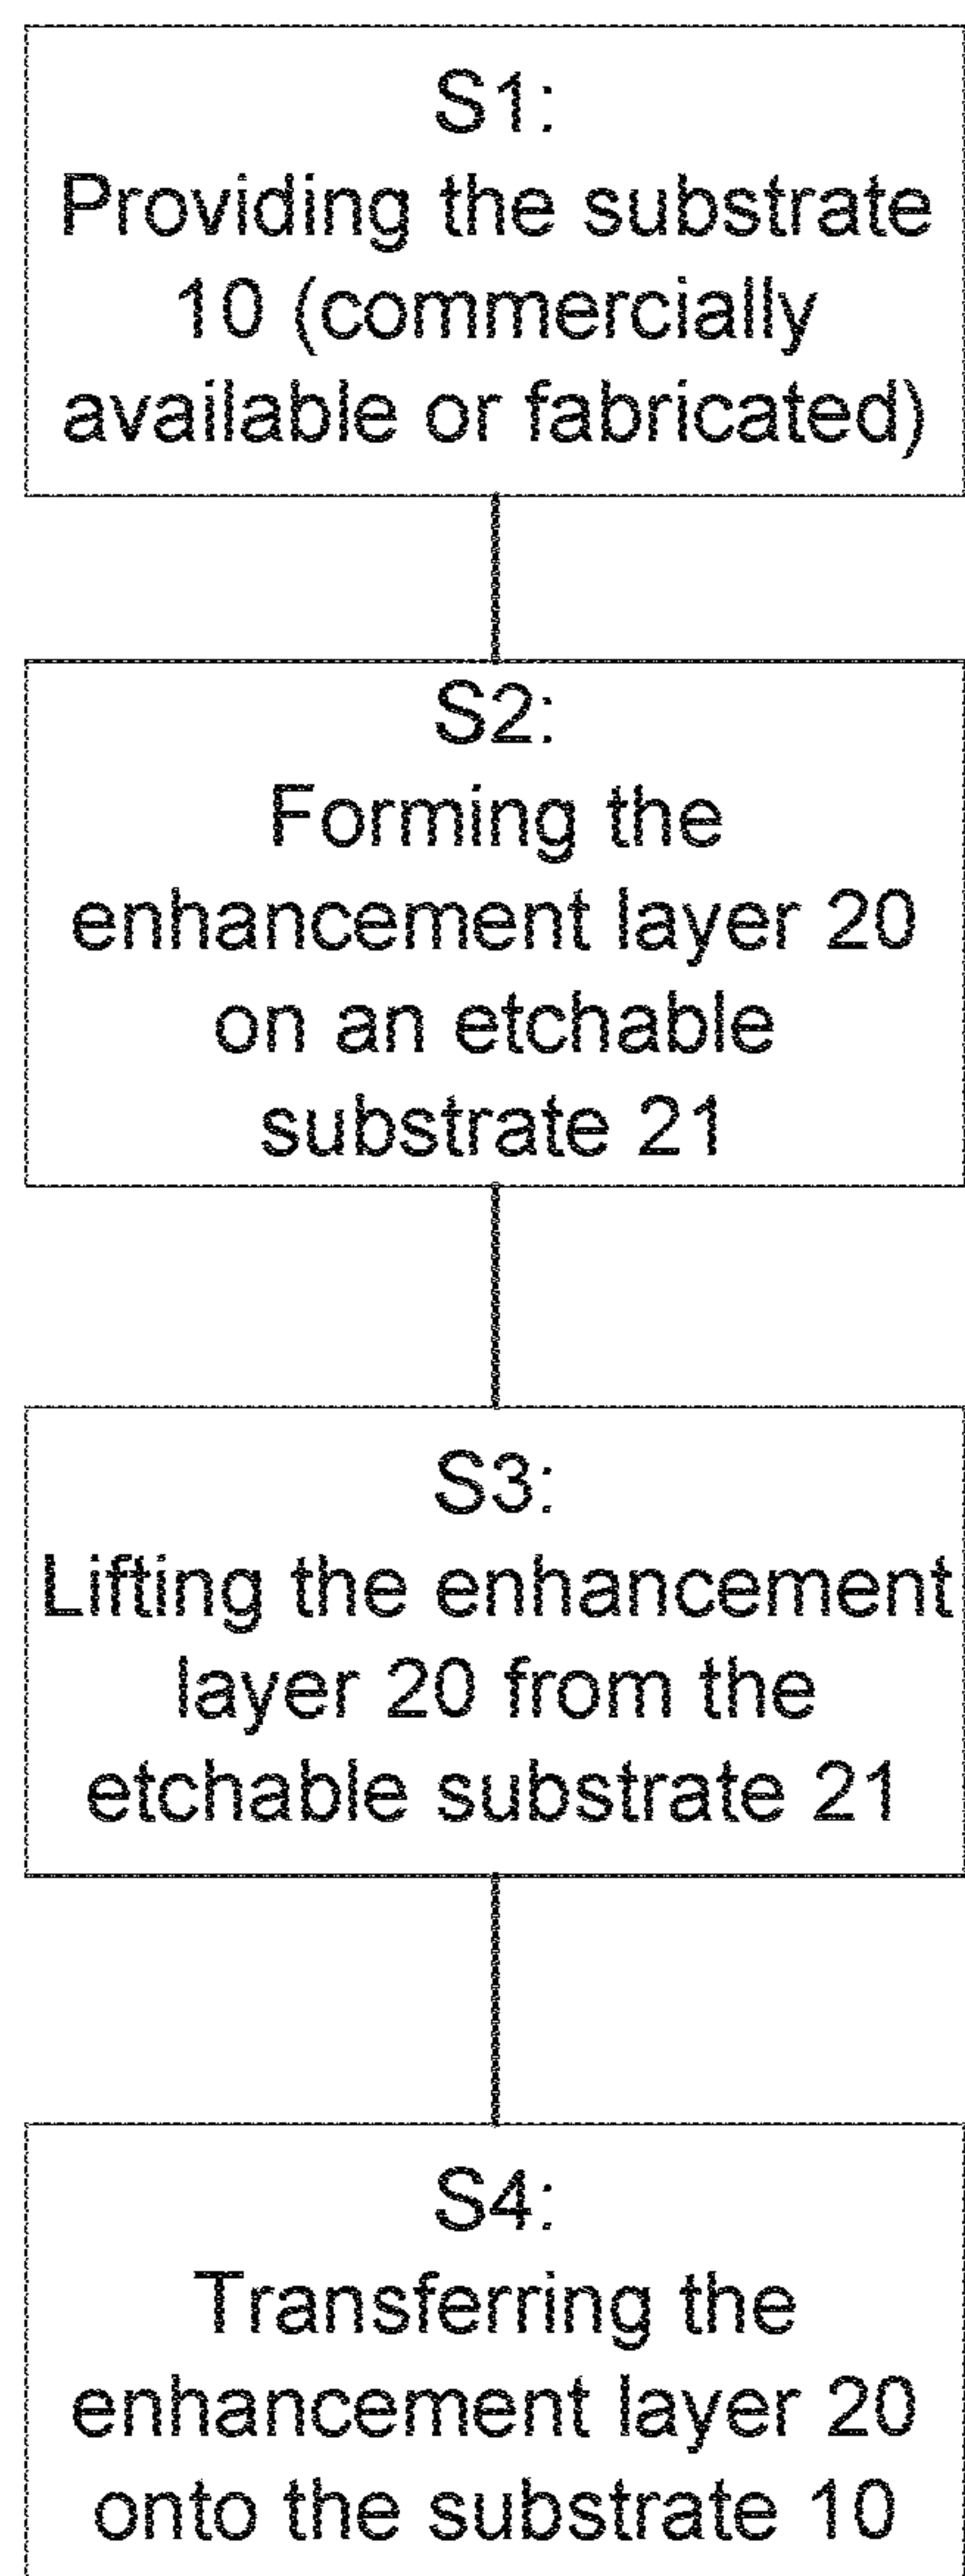 S1:
Providing the substrate
10 (commercially
available or fabricated)
S2:
Forming the
enhancement layer 20
on an etchable
substrate 21
S3:
Lifting the enhancement
layer 20 from the
etchable substrate 21
S4:
Transferring the
enhancement layer 20
onto the substrate 10